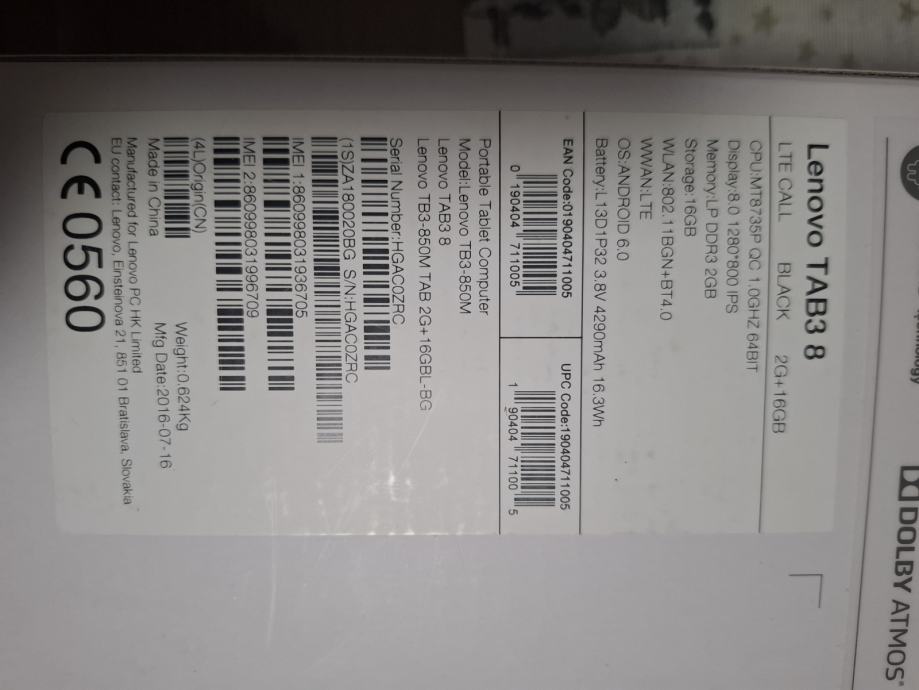 Lenovo TAB3 8
LTE CALL BLACK 2G+16GB
CPU:MT8735P QC 1.0GHZ 64BIT
Display:8.0 1280*800 IPS
Memory:LP DDR3 2GB
Storage:16GB
WLAN:802.11BGN+BT4.0
WWAN:LTE
OS:ANDROID 6.0
Battery:L13D1P32 3.8V 4290mAh 16.3Wh
EAN Code:0190404711005
0 190404 711005
UPC Code:190404711005
1 90404 71100 5
Portable Tablet Computer
Model:Lenovo TB3-850M
Lenovo TAB3 8
Lenovo TB3-850M TAB 2G+16GBL-BG
Serial Number:HGAC0ZRC
(1S)ZA180020BG S/N:HGAC0ZRC
IMEI 1:860998031936705
IMEI 2:860998031996709
(4L)Origin(CN)
Weight:0.624Kg
Made in China
Mfg Date:2016-07-16
Manufactured for Lenovo PC HK Limited
EU contact: Lenovo, Einsteinova 21, 851 01 Bratislava, Slovakia
CE 0560
DOLBY ATMOS®